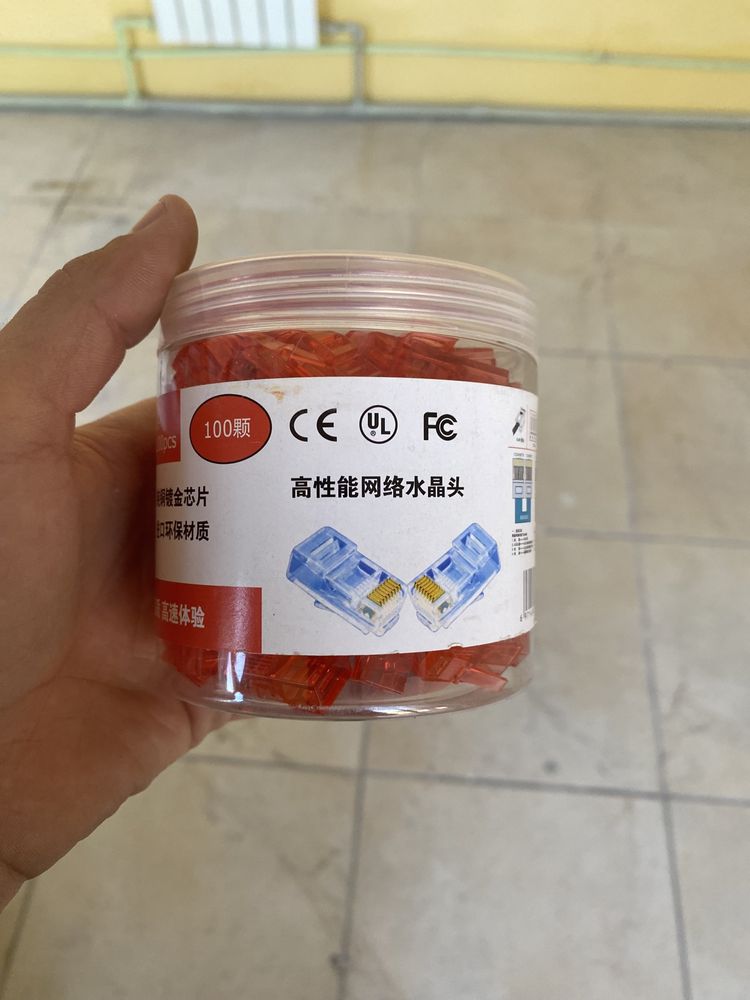 100颗
CE
UL
FC
高性能网络水晶头
铜镀金芯片
口环保材质
高速体验